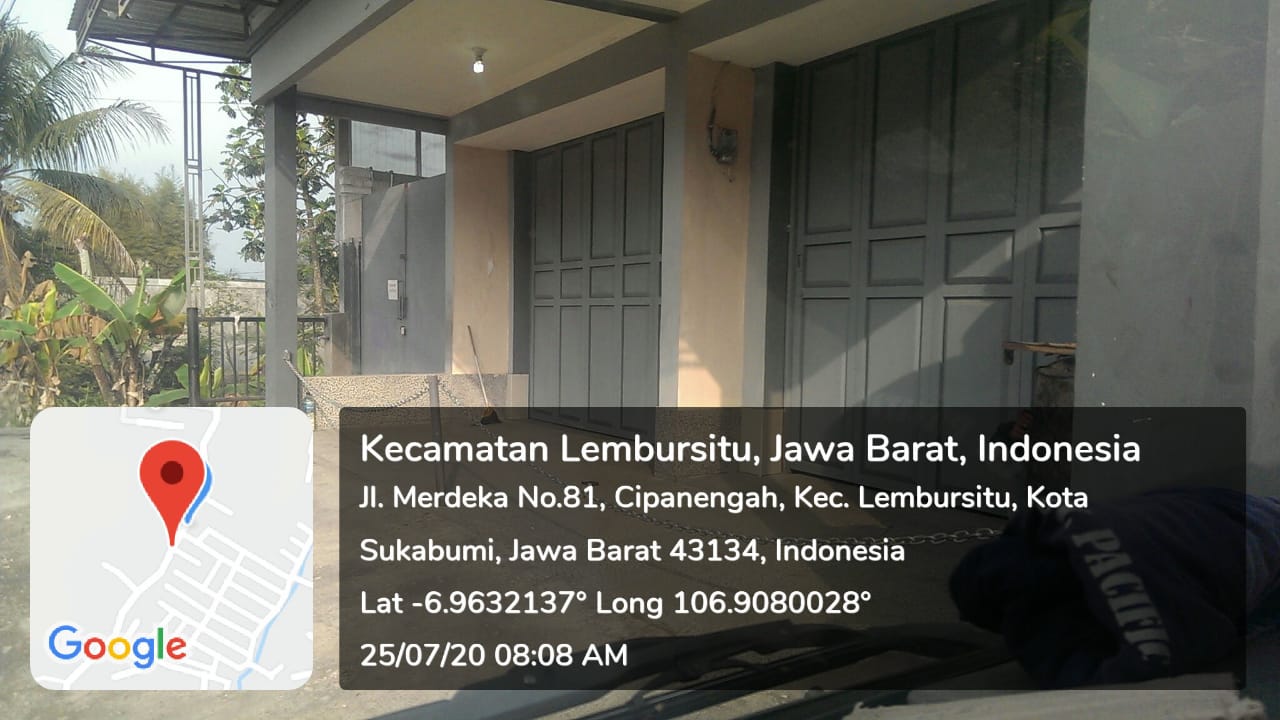 Kecamatan Lembursitu, Jawa Barat, Indonesia
Jl. Merdeka No.81, Cipanengah, Kec. Lembursitu, Kota
Sukabumi, Jawa Barat 43134, Indonesia
Lat -6.9632137° Long 106.9080028°
25/07/20 08:08 AM
Google
PACIFIC